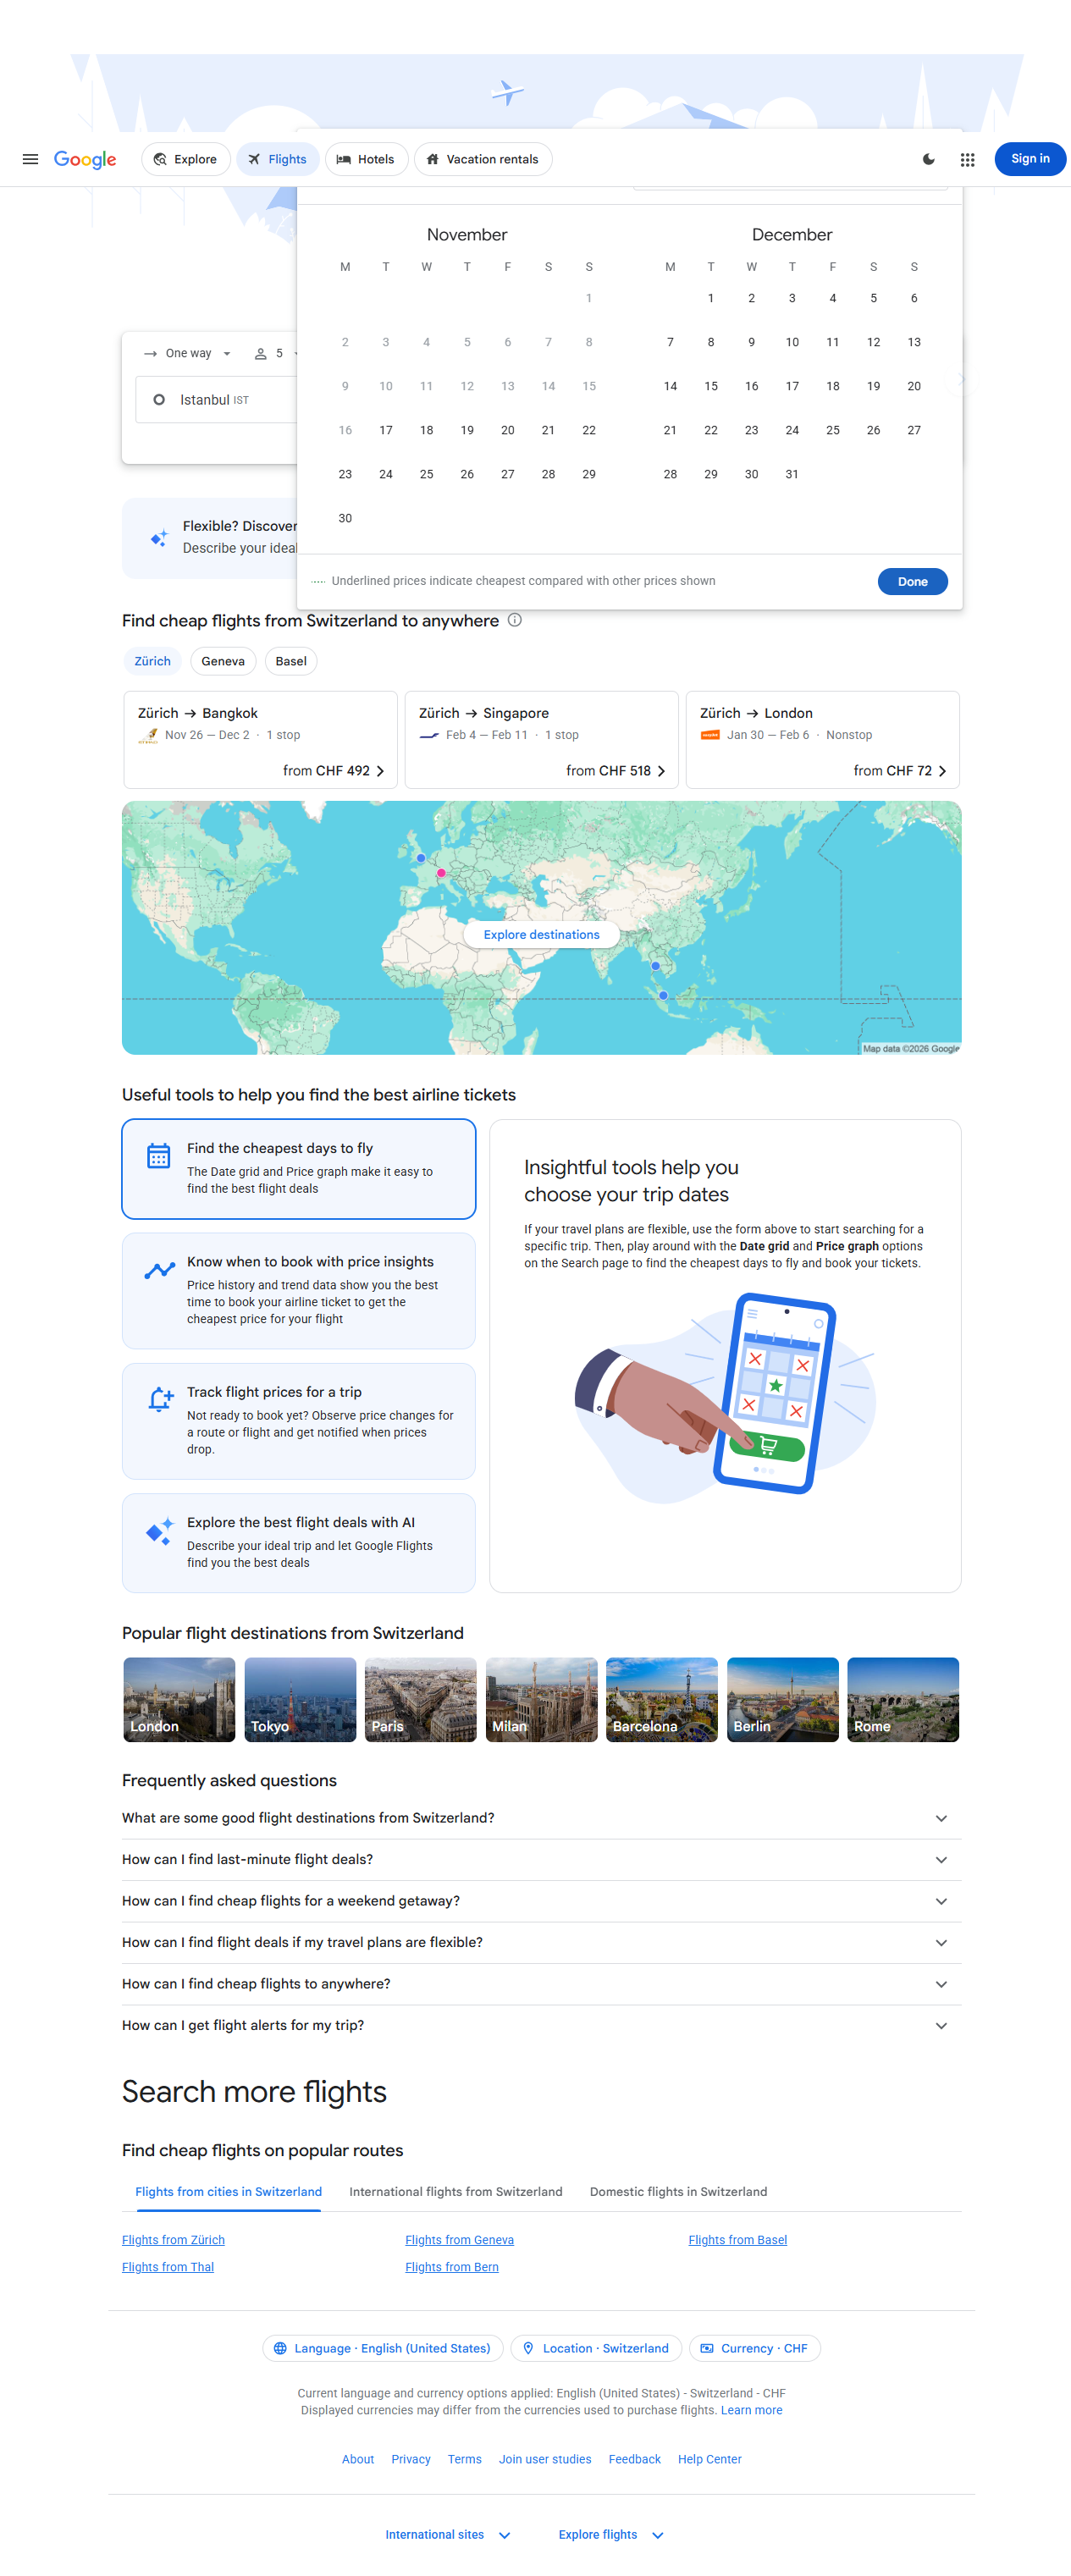 Google
Explore
Flights
Hotels
Vacation rentals
Sign in
One way
5
Istanbul IST
November
M T W T F S S
1
2 3 4 5 6 7 8
9 10 11 12 13 14 15
16 17 18 19 20 21 22
23 24 25 26 27 28 29
30
December
M T W T F S S
1 2 3 4 5 6
7 8 9 10 11 12 13
14 15 16 17 18 19 20
21 22 23 24 25 26 27
28 29 30 31
Underlined prices indicate cheapest compared with other prices shown
Done
Flexible? Discover
Describe your ideal
Find cheap flights from Switzerland to anywhere
Zürich
Geneva
Basel
Zürich → Bangkok
Nov 26 — Dec 2 · 1 stop
from CHF 492
Zürich → Singapore
Feb 4 — Feb 11 · 1 stop
from CHF 518
Zürich → London
Jan 30 — Feb 6 · Nonstop
from CHF 72
Explore destinations
Map data ©2026 Google
Useful tools to help you find the best airline tickets
Find the cheapest days to fly
The Date grid and Price graph make it easy to
find the best flight deals
Know when to book with price insights
Price history and trend data show you the best
time to book your airline ticket to get the
cheapest price for your flight
Track flight prices for a trip
Not ready to book yet? Observe price changes for
a route or flight and get notified when prices
drop.
Explore the best flight deals with AI
Describe your ideal trip and let Google Flights
find you the best deals
Insightful tools help you
choose your trip dates
If your travel plans are flexible, use the form above to start searching for a
specific trip. Then, play around with the Date grid and Price graph options
on the Search page to find the cheapest days to fly and book your tickets.
Popular flight destinations from Switzerland
London
Tokyo
Paris
Milan
Barcelona
Berlin
Rome
Frequently asked questions
What are some good flight destinations from Switzerland?
How can I find last-minute flight deals?
How can I find cheap flights for a weekend getaway?
How can I find flight deals if my travel plans are flexible?
How can I find cheap flights to anywhere?
How can I get flight alerts for my trip?
Search more flights
Find cheap flights on popular routes
Flights from cities in Switzerland
International flights from Switzerland
Domestic flights in Switzerland
Flights from Zürich
Flights from Geneva
Flights from Basel
Flights from Thal
Flights from Bern
Language · English (United States)
Location · Switzerland
Currency · CHF
Current language and currency options applied: English (United States) - Switzerland - CHF
Displayed currencies may differ from the currencies used to purchase flights. Learn more
About
Privacy
Terms
Join user studies
Feedback
Help Center
International sites
Explore flights